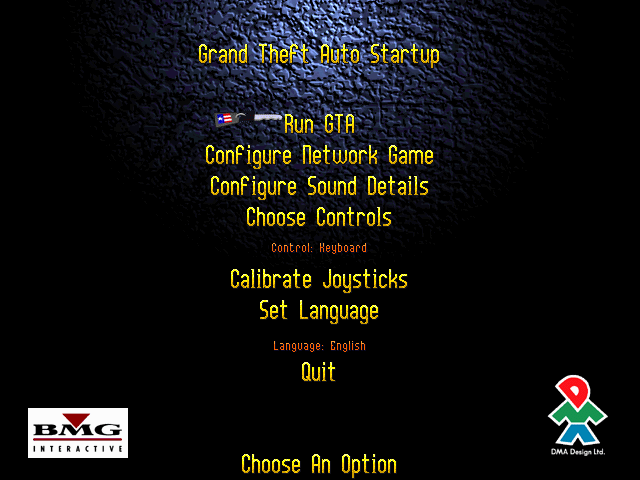 Grand Theft Auto Startup
Run GTA
Configure Network Game
Configure Sound Details
Choose Controls
Control: Keyboard
Calibrate Joysticks
Set Language
Language: English
Quit
BMG
INTERACTIVE
DMA
DMA Design Ltd.
Choose An Option